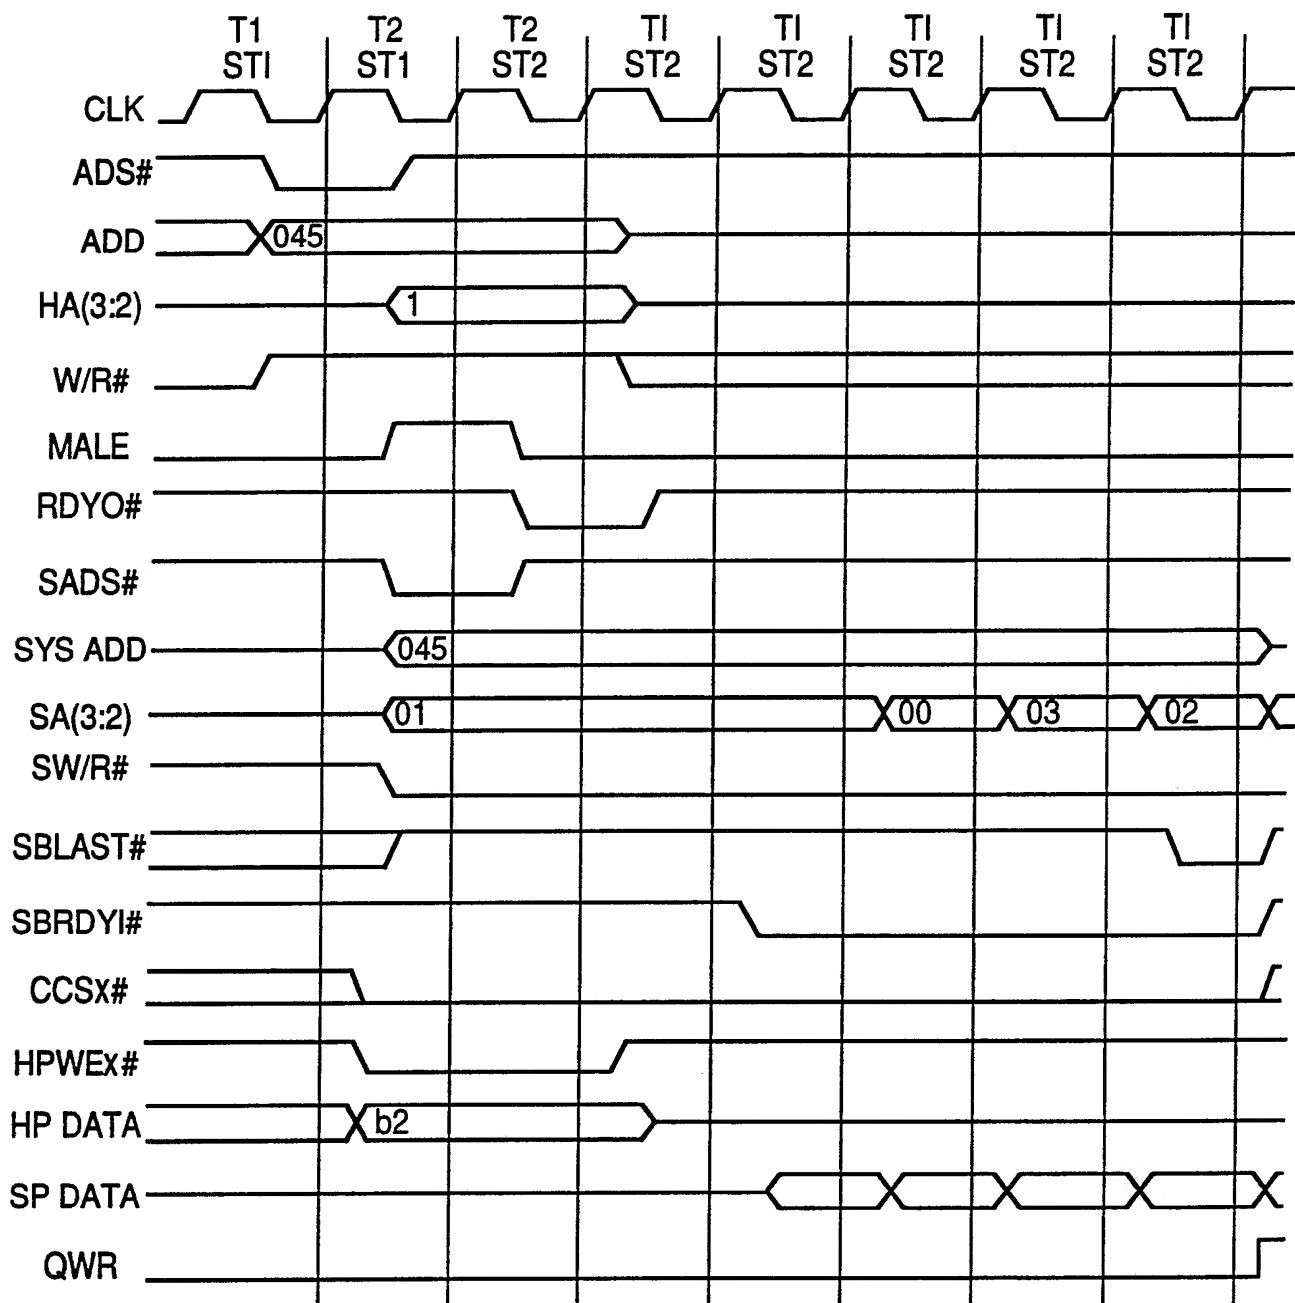 T1 T2 T2 TI TI TI TI TI
STI ST1 ST2 ST2 ST2 ST2 ST2 ST2
CLK
ADS#
ADD 045
HA(3:2) 1
W/R#
MALE
RDYO#
SADS#
SYS ADD 045
SA(3:2) 01 00 03 02
SW/R#
SBLAST#
SBRDYI#
CCSX#
HPWEX#
HP DATA b2
SP DATA
QWR